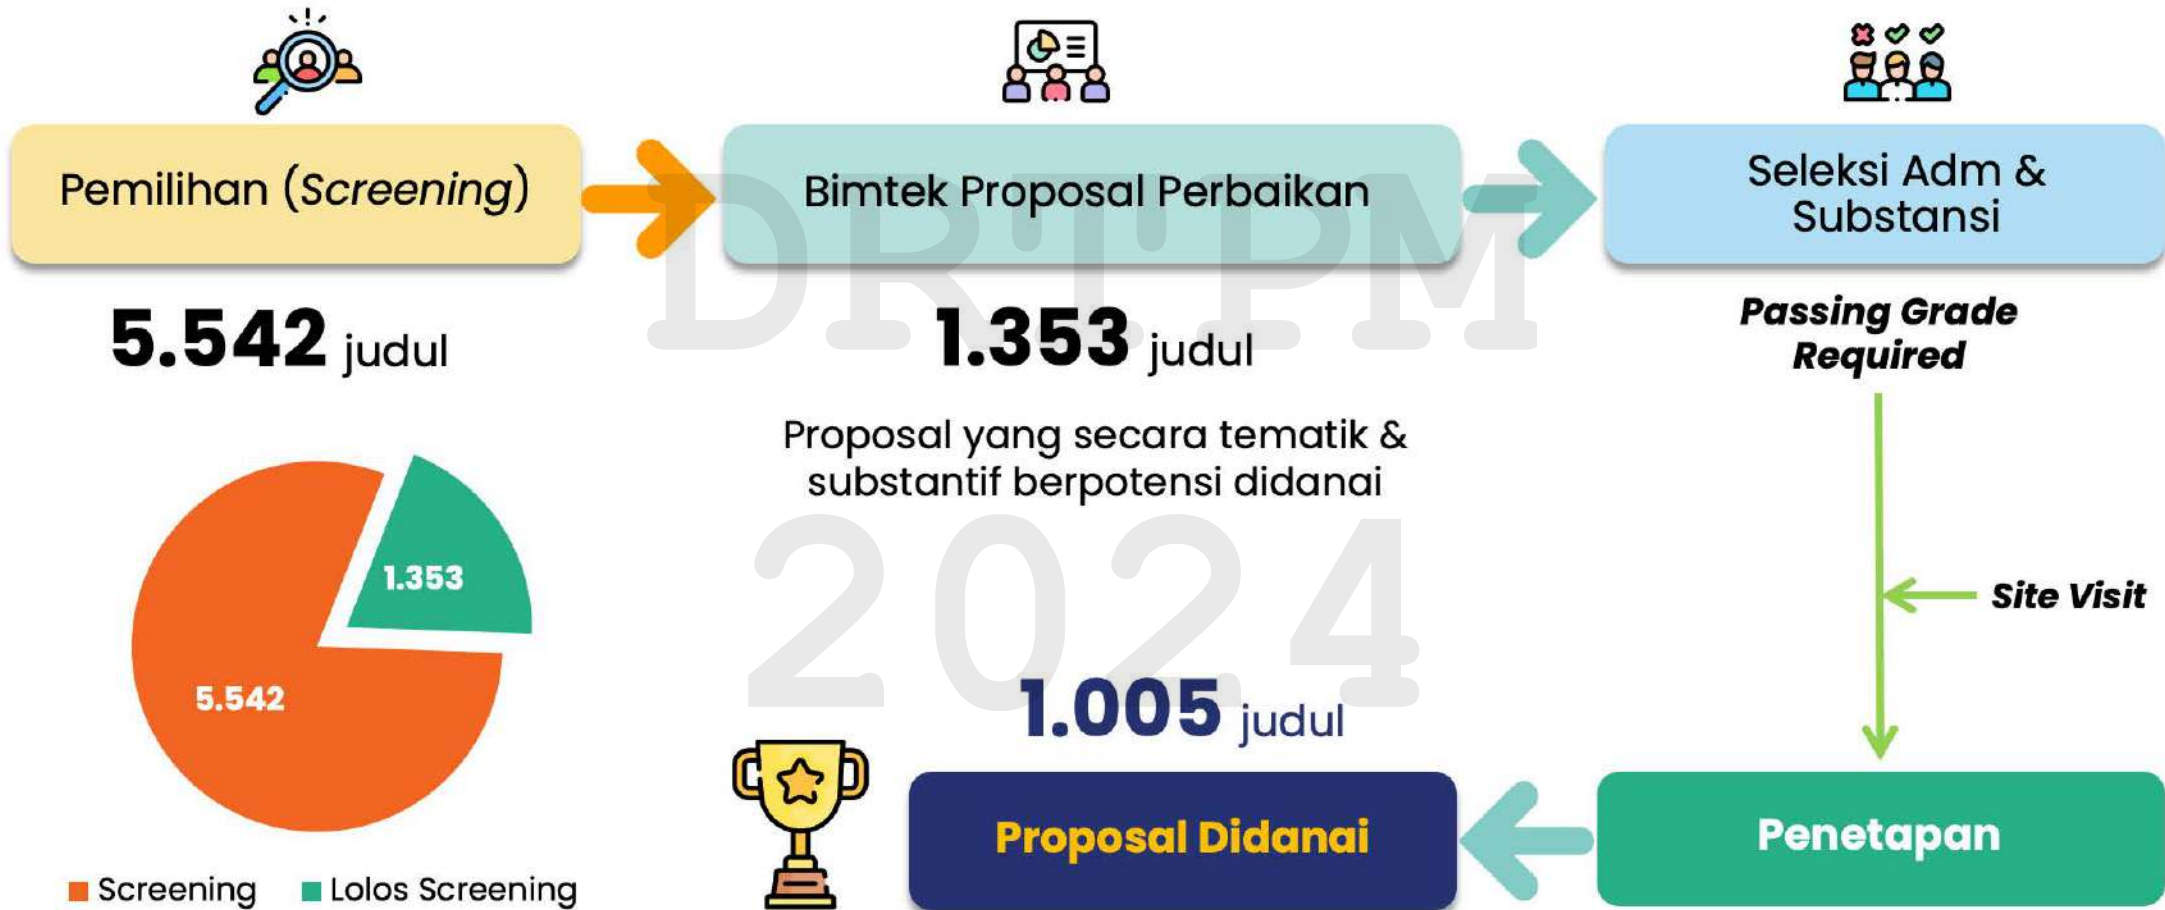 Pemilihan (Screening)
Bimtek Proposal Perbaikan
Seleksi Adm &
Substansi
5.542 judul
1.353 judul
Passing Grade
Required
Proposal yang secara tematik &
substantif berpotensi didanai
1.353
5.542
Screening
Lolos Screening
Site Visit
1.005 judul
Proposal Didanai
Penetapan
DRTPM
2024